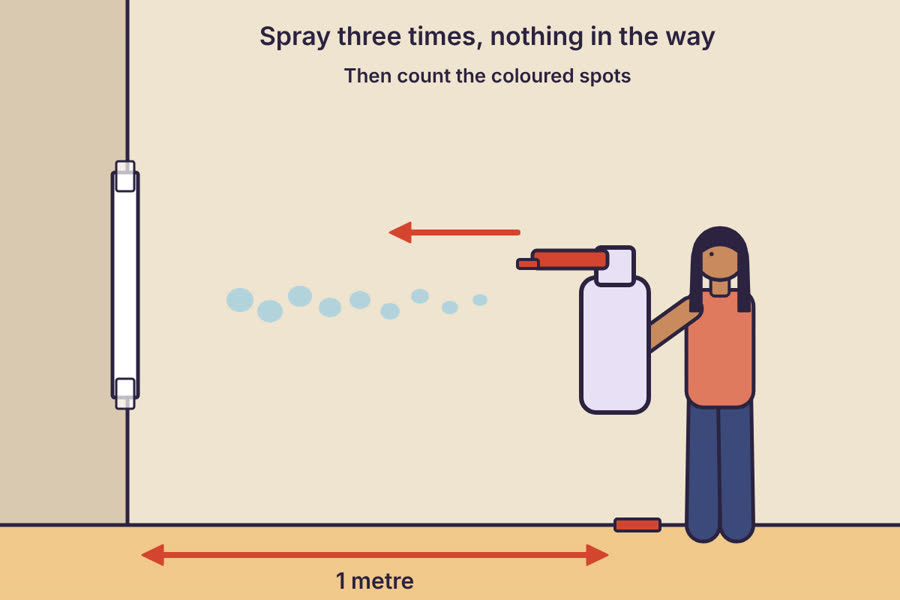 Spray three times, nothing in the way
Then count the coloured spots
1 metre